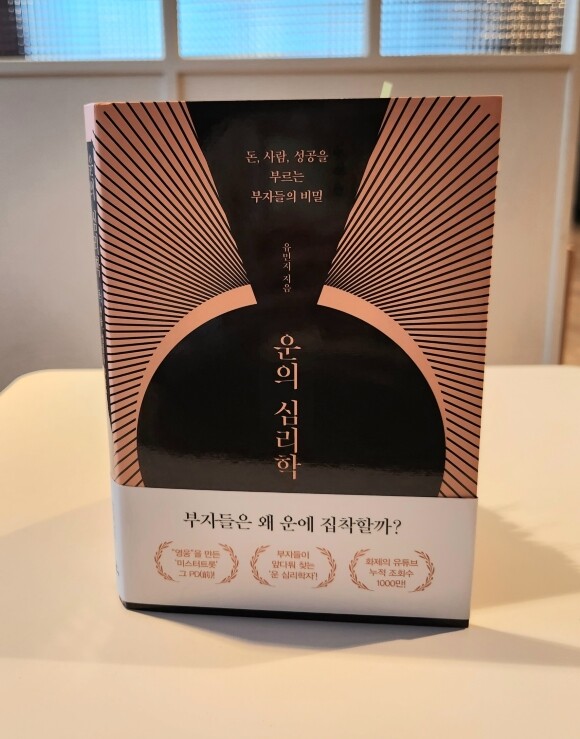 돈, 사람, 성공을
부르는
부자들의 비밀
유민지 지음
운의 심리학
부자들은 왜 운에 집착할까?
"영웅"을 만든
'미스터트롯'
그 PD대담!
부자들이
앞다퉈 찾는
'운 심리학자'!
화제의 유튜브
누적 조회수
1000만!